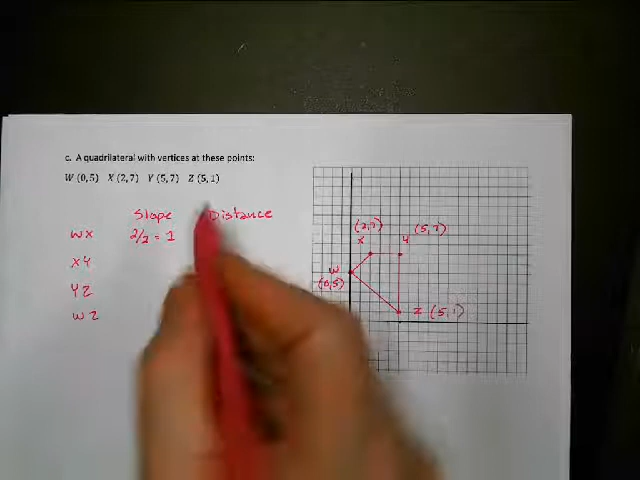 c. A quadrilateral with vertices at these points:
W (0,5) X (2,7) Y (5,7) Z (5,1)
Slope Distance
WX 2/2 = 1
XY
YZ
WZ
(2,7) (5,7)
X Y
W
(0,5)
Z (5,1)